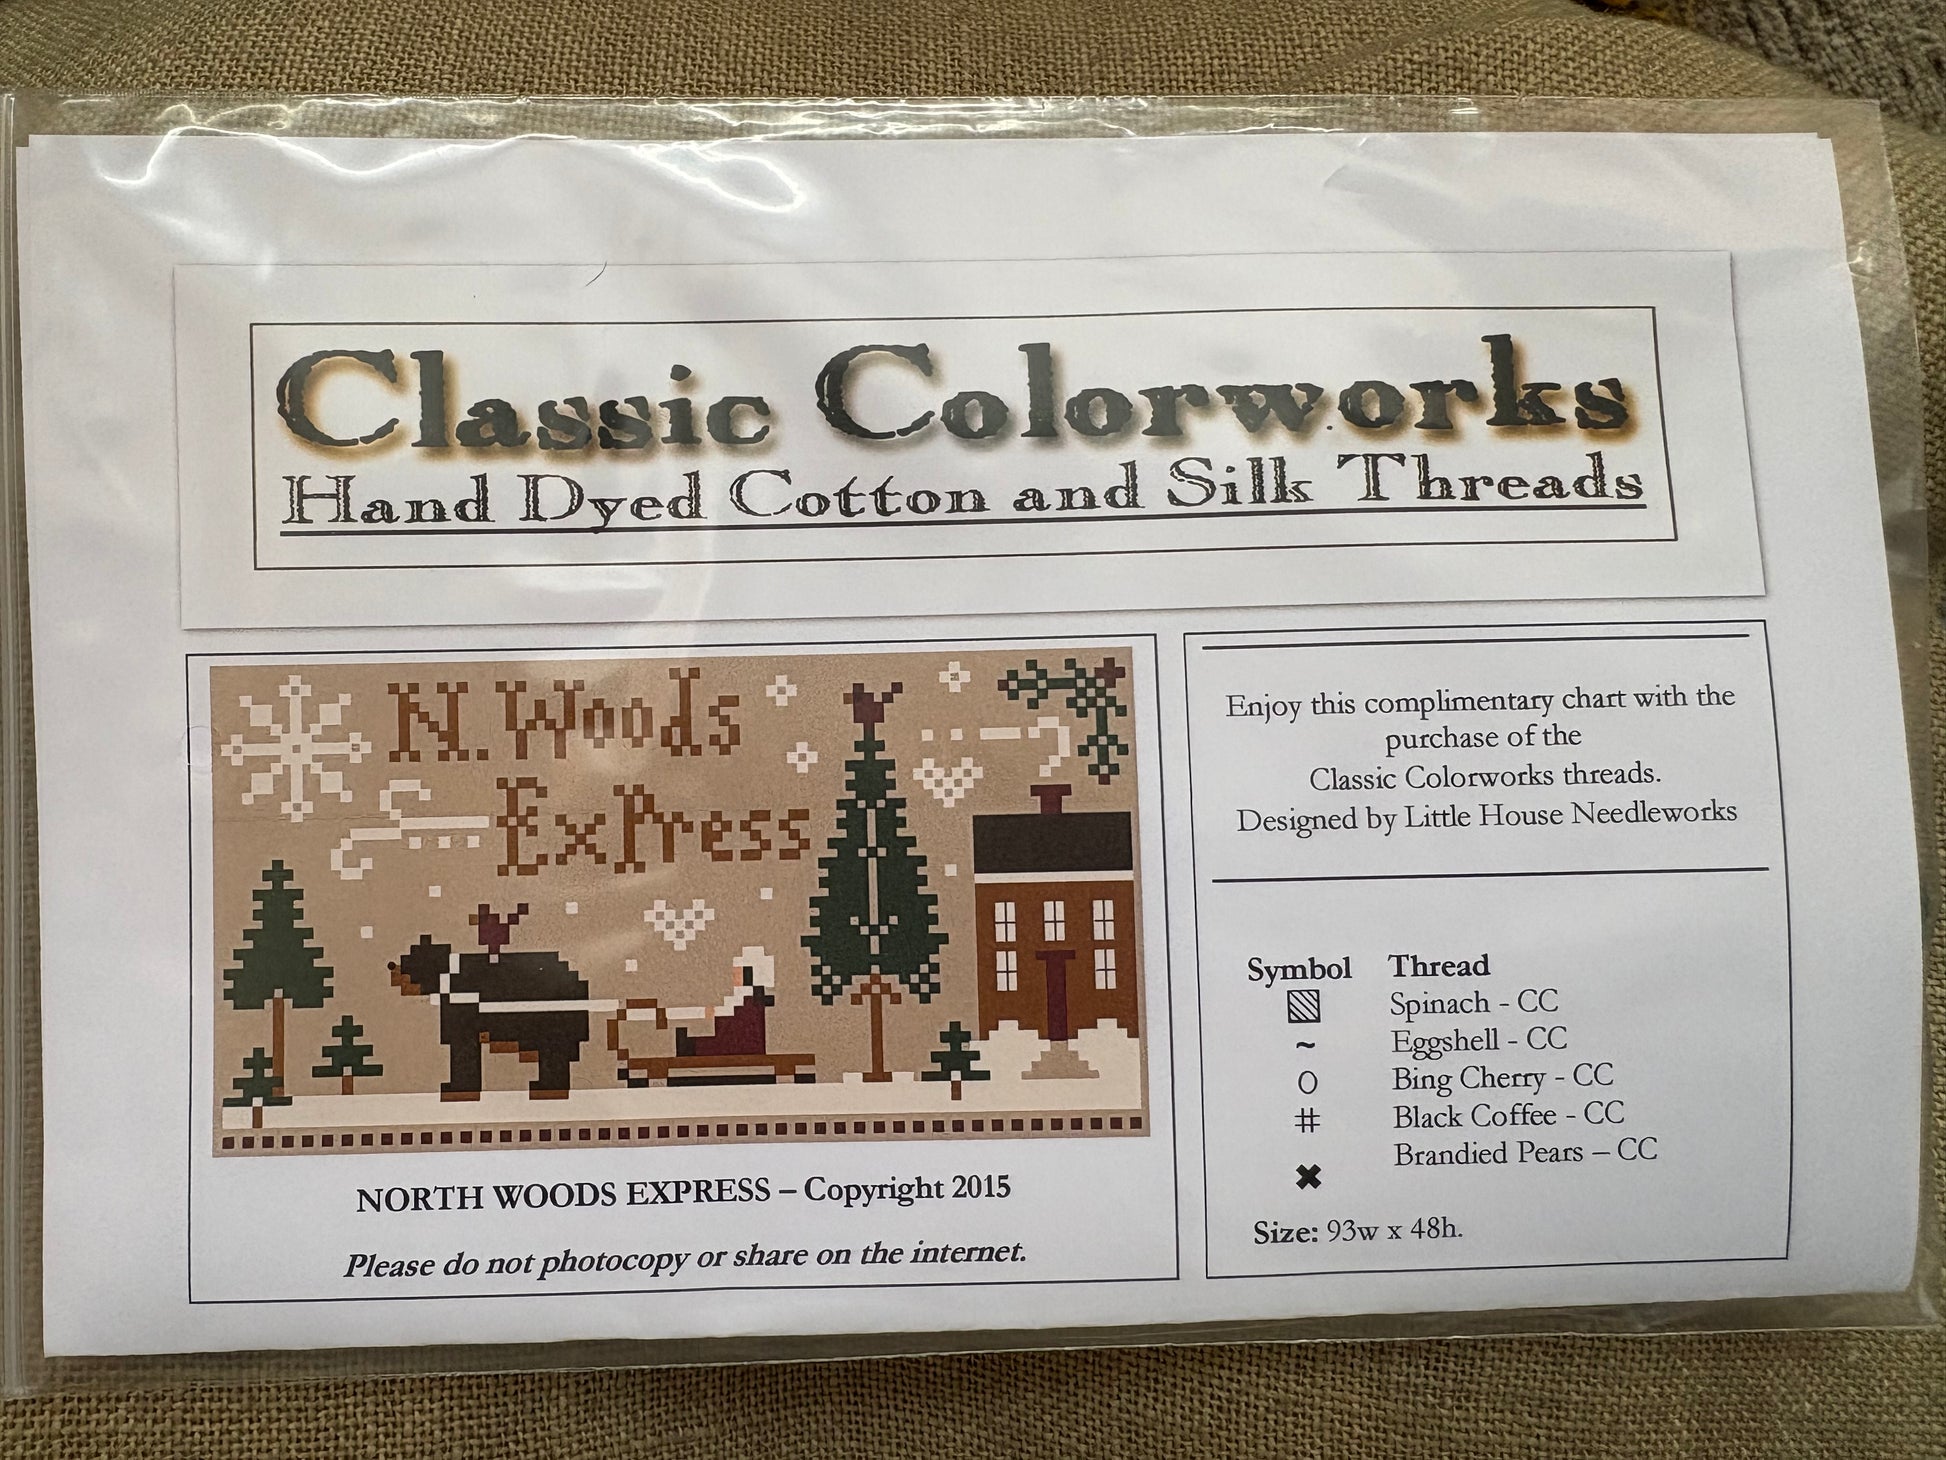 Classic Colorworks
Hand Dyed Cotton and Silk Threads
N. Woods
ExPress
NORTH WOODS EXPRESS – Copyright 2015
Please do not photocopy or share on the internet.
Enjoy this complimentary chart with the
purchase of the
Classic Colorworks threads.
Designed by Little House Needleworks
Symbol Thread
Spinach - CC
~ Eggshell - CC
O Bing Cherry - CC
# Black Coffee - CC
✖ Brandied Pears – CC
Size: 93w x 48h.